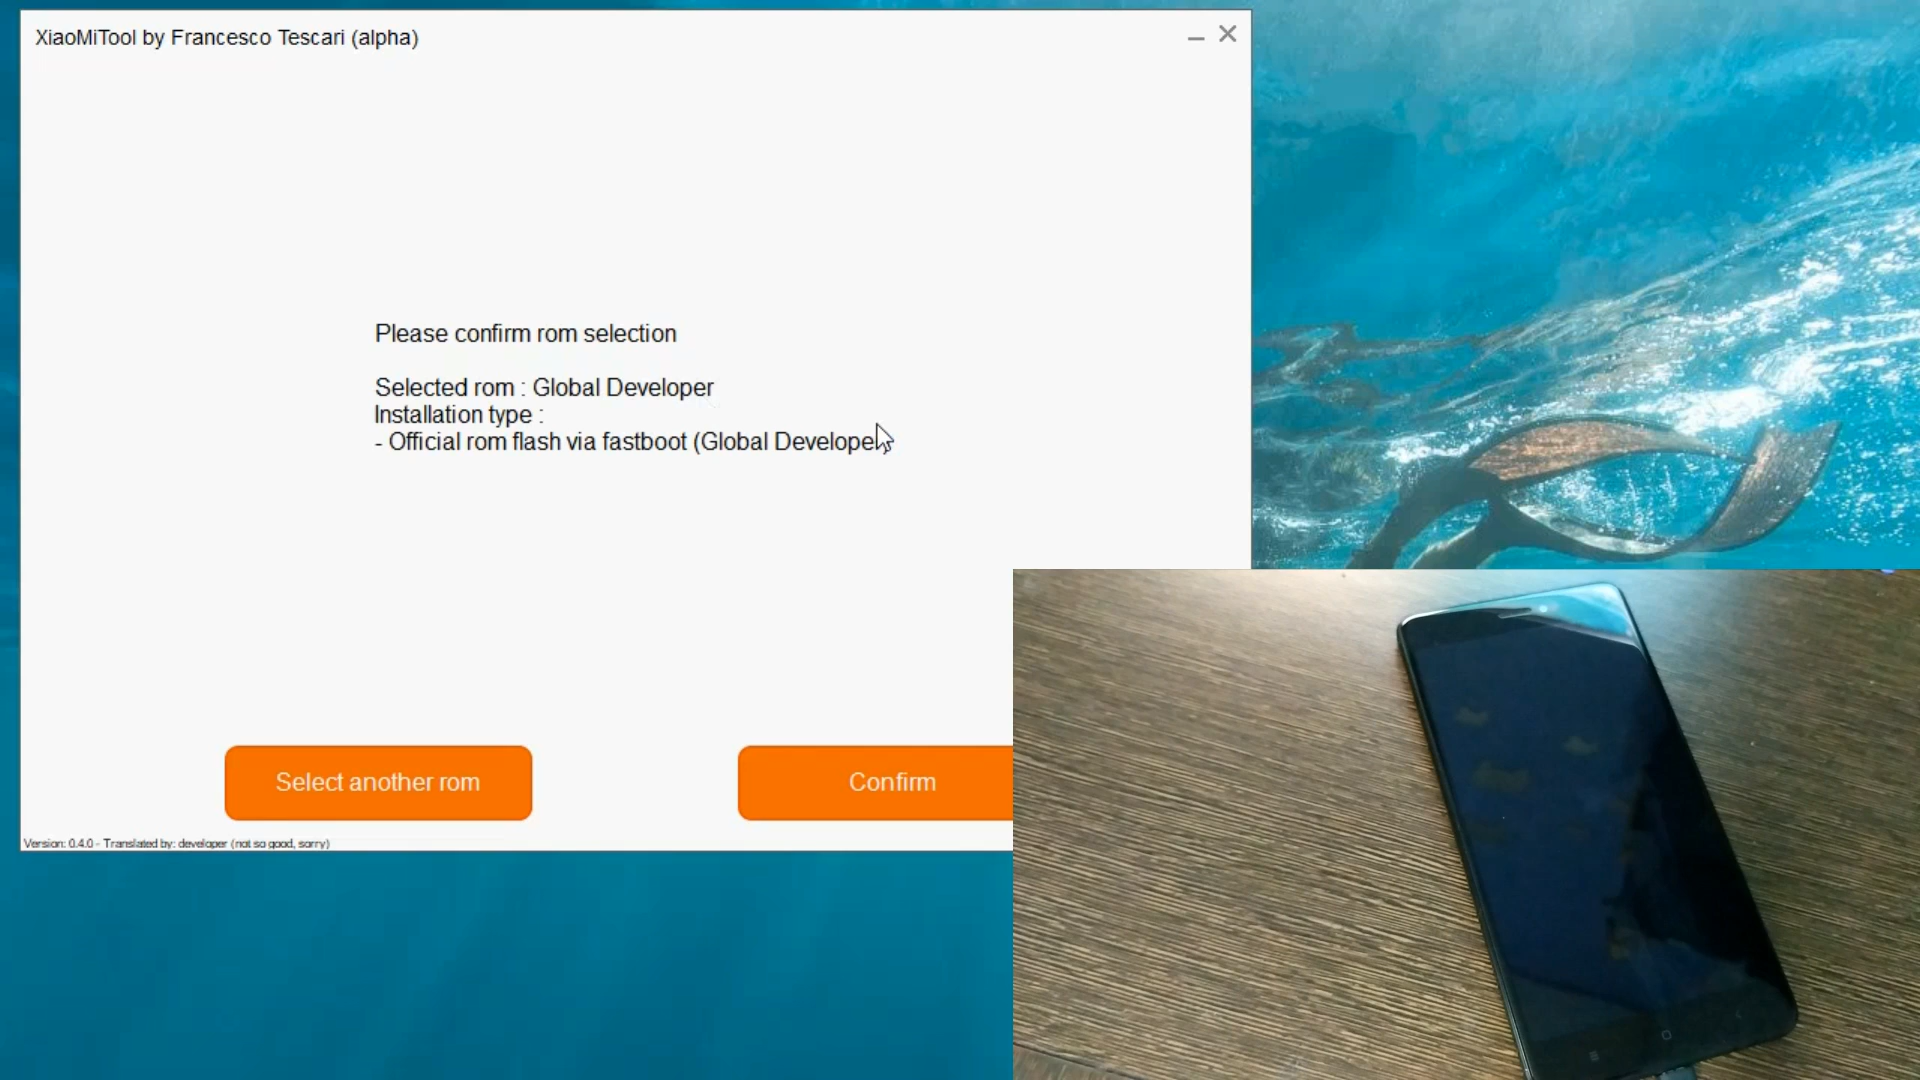 XiaoMiTool by Francesco Tescari (alpha)
Please confirm rom selection
Selected rom : Global Developer
Installation type :
- Official rom flash via fastboot (Global Develope
Select another rom
Confirm
Version: 0.4.0 - Translated by: developer (not so good, sorry)